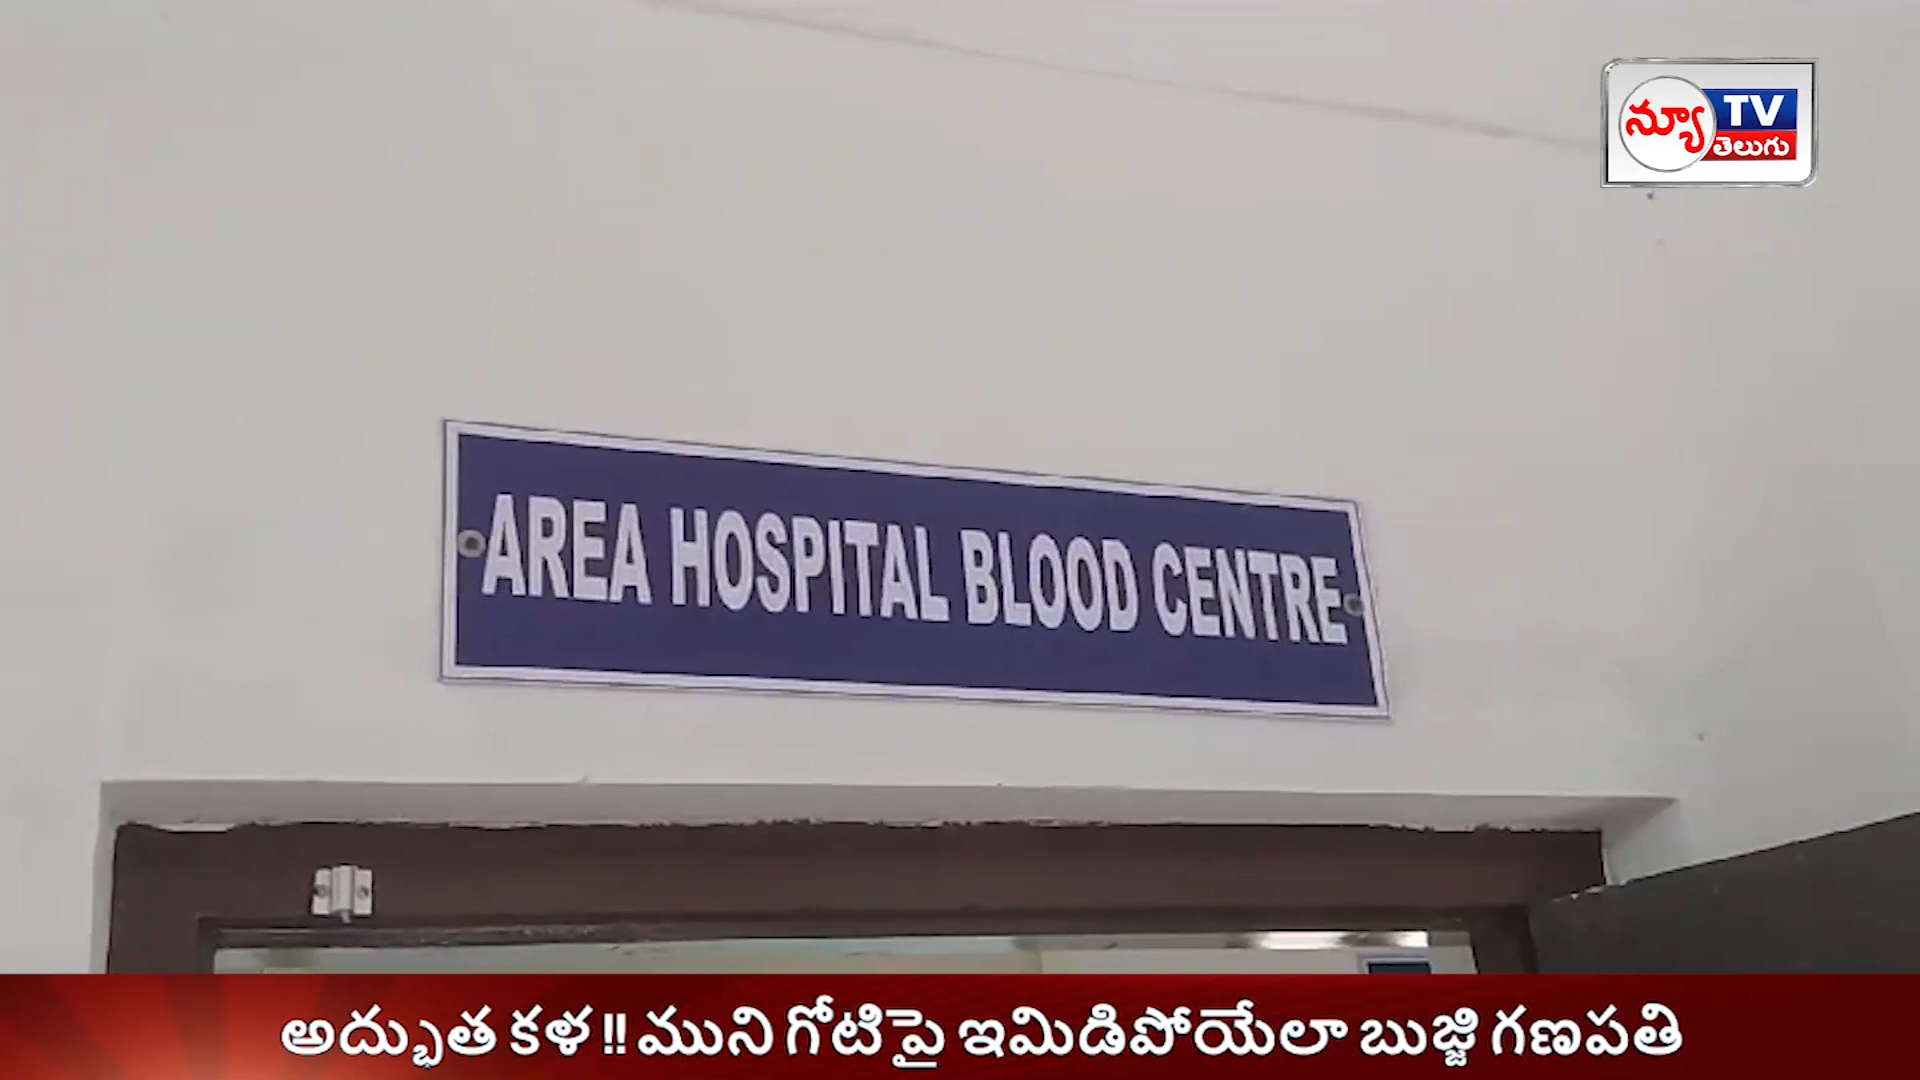 న్యూ TV
తెలుగు
AREA HOSPITAL BLOOD CENTRE
అద్భుత కళ !! ముని గోటిపై ఇమిడిపోయేలా బుజ్జి గణపతి